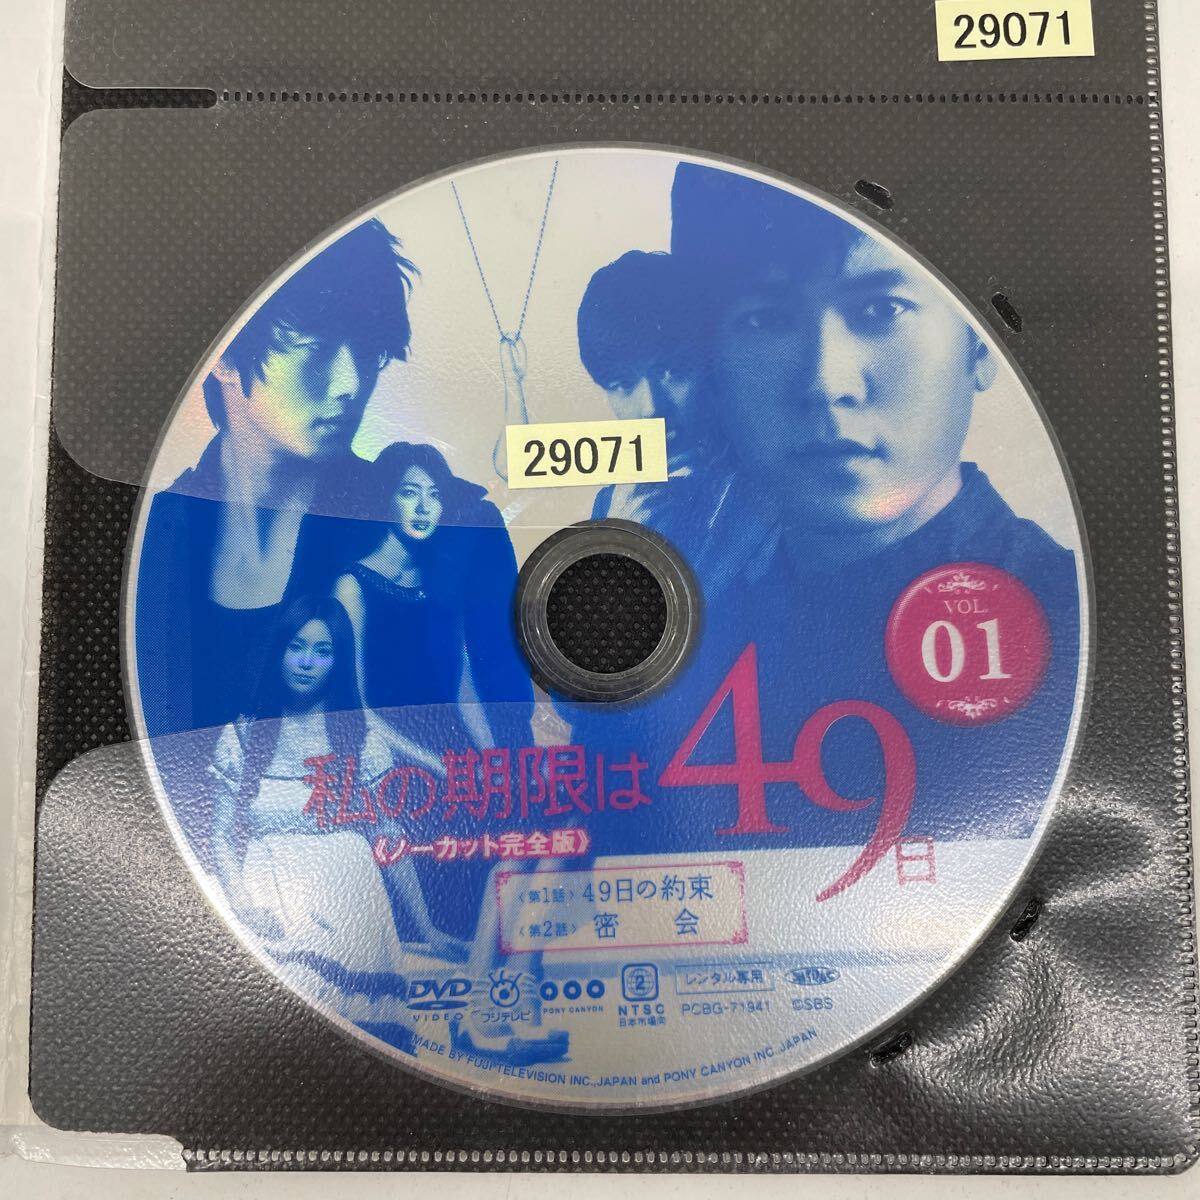 29071
29071
VOL.
01
私の期限は49日
《ノーカット完全版》
〈第1話〉49日の約束
〈第2話〉密 会
DVD
VIDEO
フジテレビ
PONY CANYON
2
NTSC
日本市場向
レンタル専用
PCBG-71941
©SBS
MADE BY FUJI TELEVISION INC.,JAPAN and PONY CANYON INC.,JAPAN